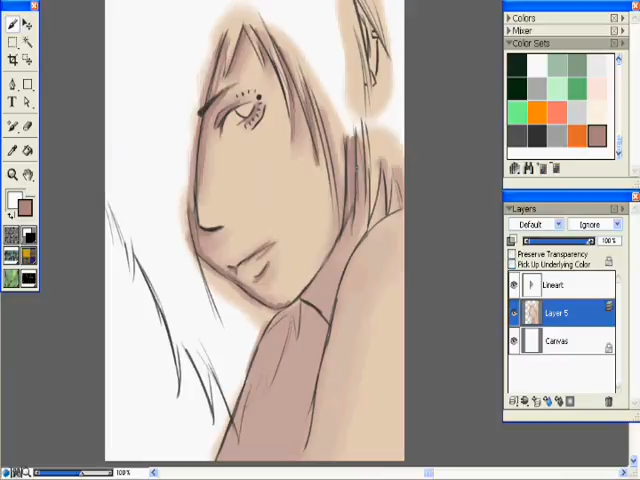 Colors
Mixer
Color Sets
Layers
Default
Ignore
100%
Preserve Transparency
Pick Up Underlying Color
Lineart
Layer 5
Canvas
T
100%